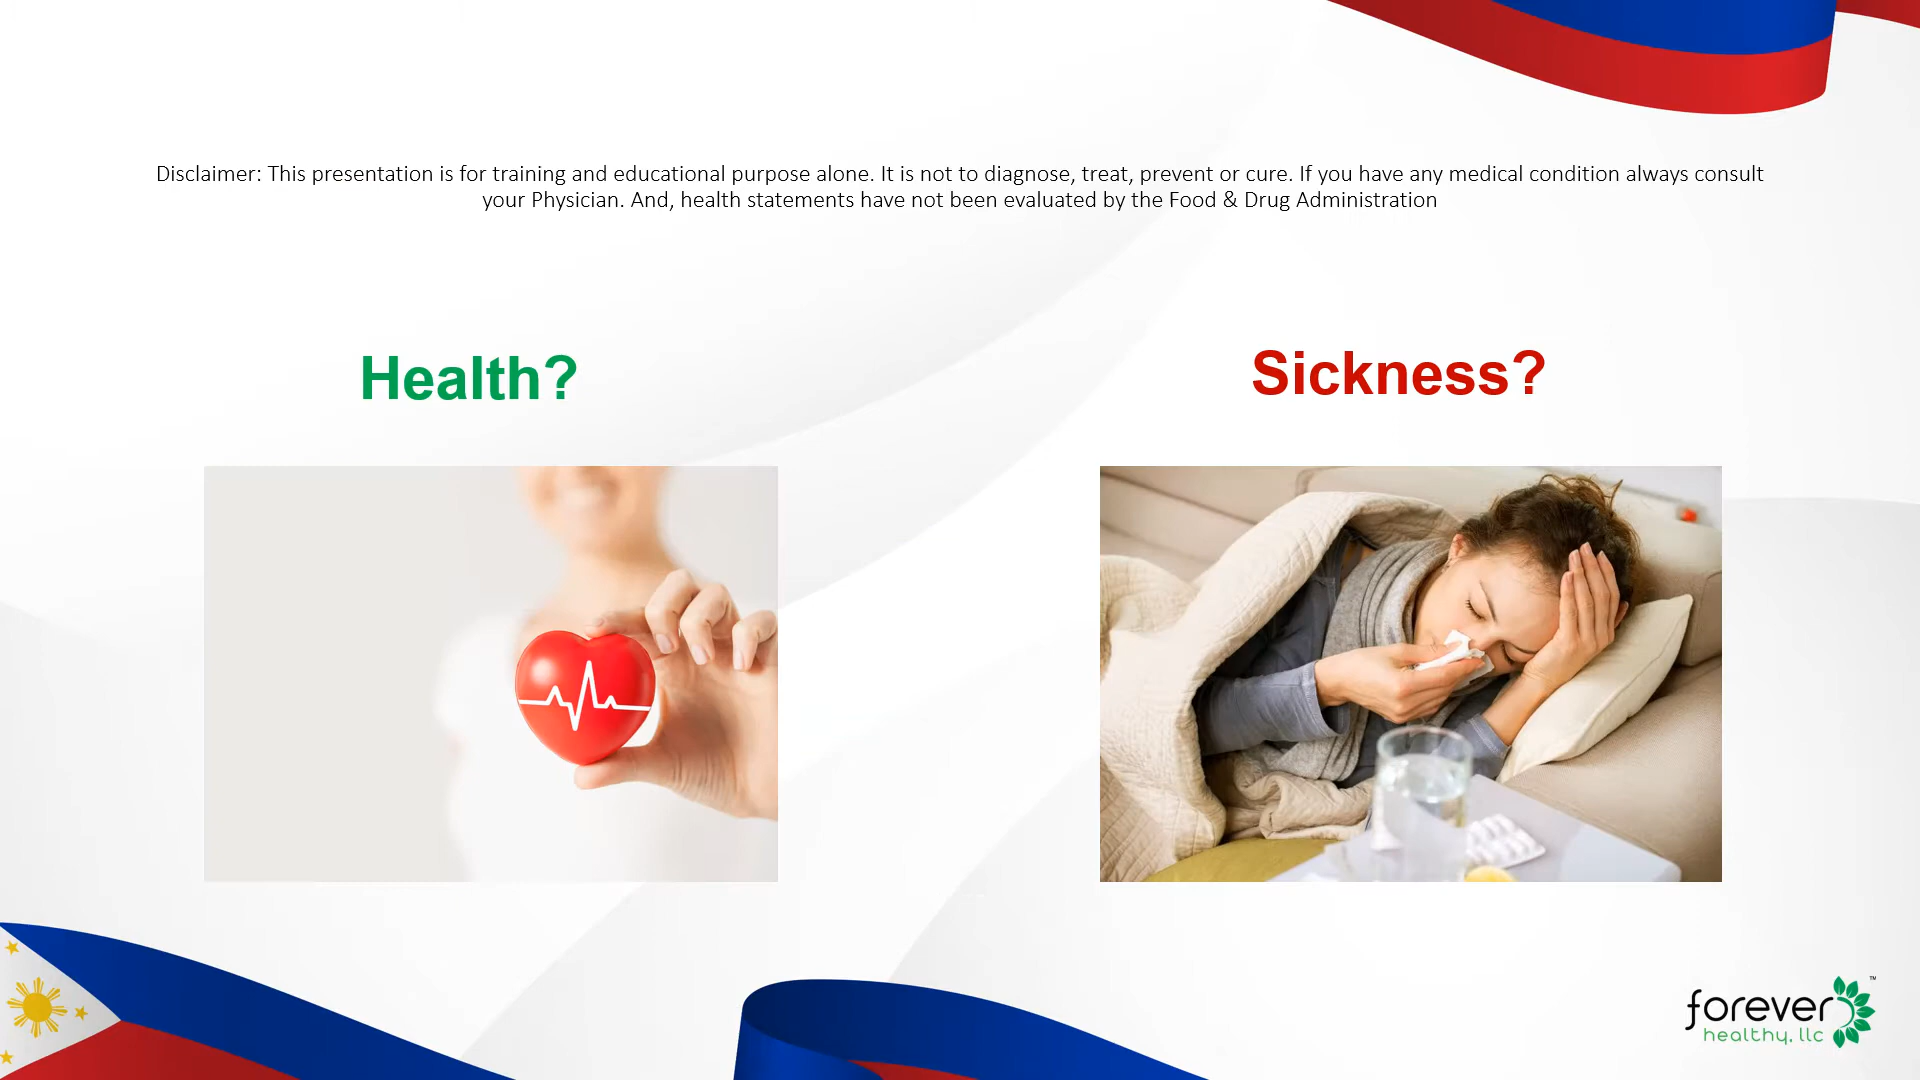 Disclaimer: This presentation is for training and educational purpose alone. It is not to diagnose, treat, prevent or cure. If you have any medical condition always consult
your Physician. And, health statements have not been evaluated by the Food & Drug Administration
Health?
Sickness?
forever
healthy, llc
™